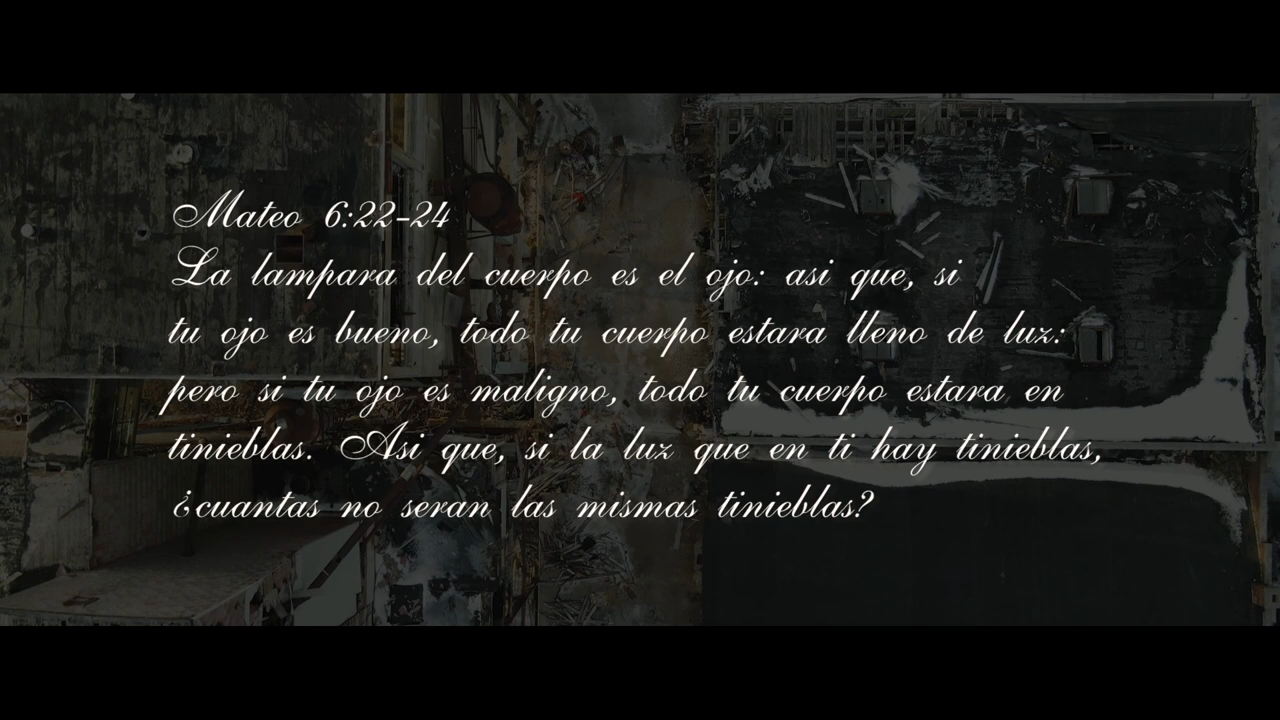 Mateo 6:22-24
La lampara del cuerpo es el ojo: asi que, si
tu ojo es bueno, todo tu cuerpo estara lleno de luz:
pero si tu ojo es maligno, todo tu cuerpo estara en
tinieblas. Asi que, si la luz que en ti hay tinieblas,
¿cuantas no seran las mismas tinieblas?